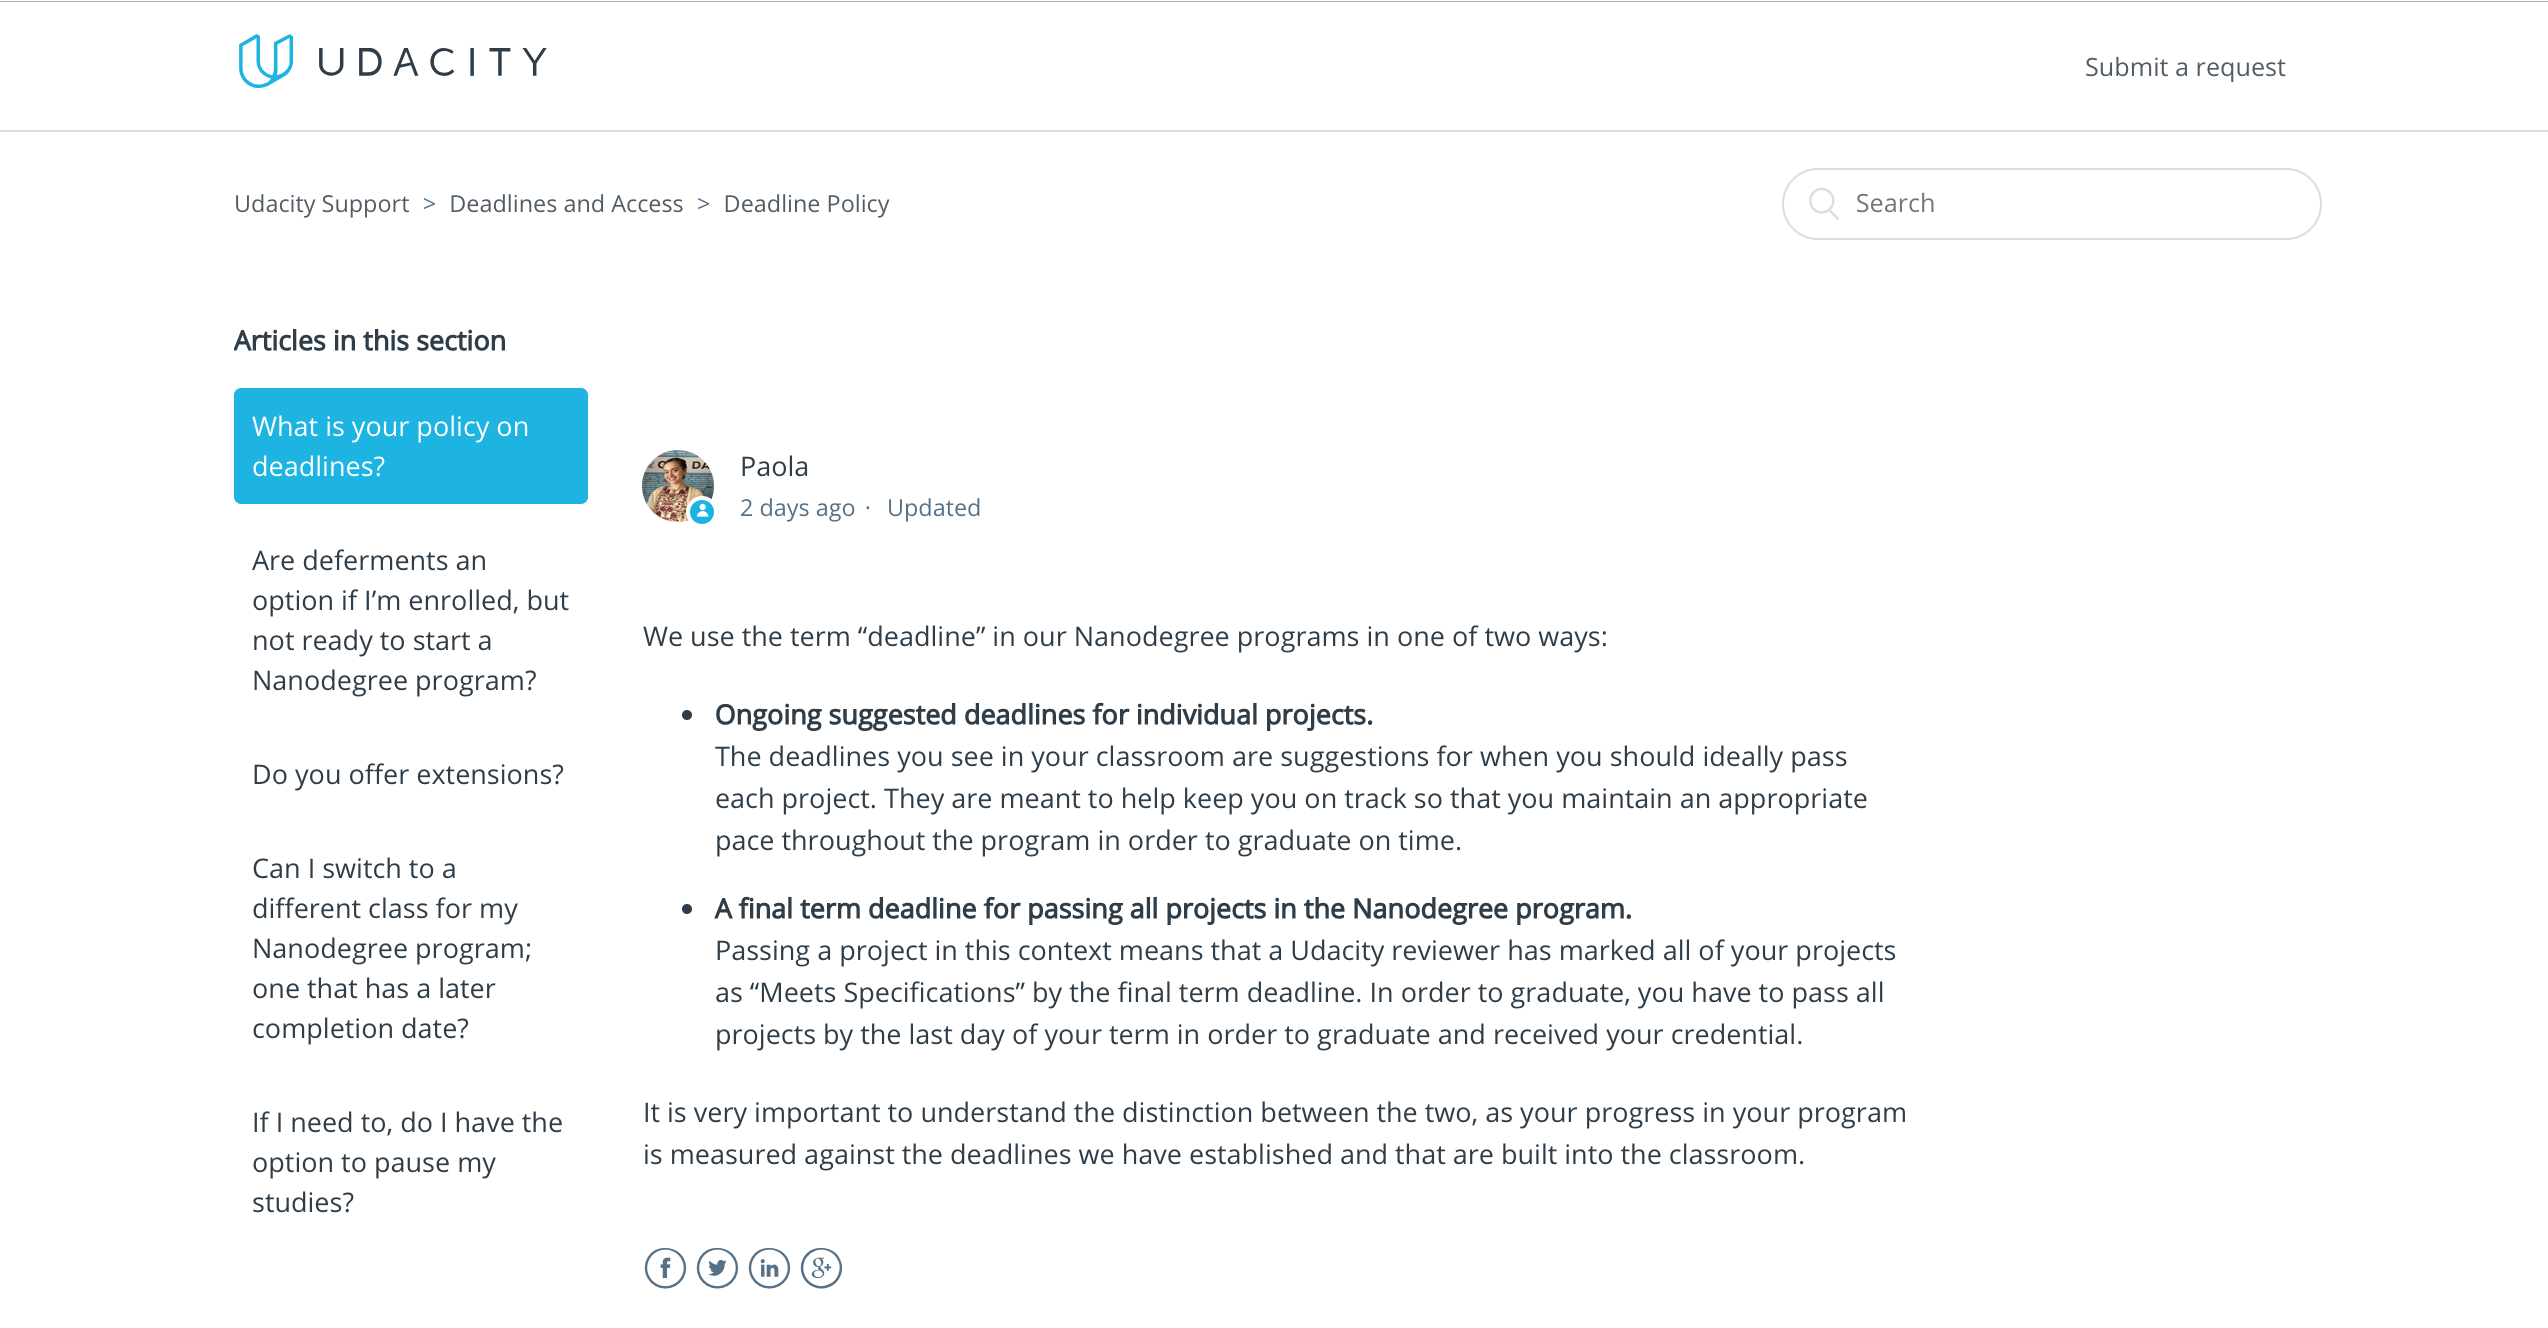 UDACITY
Submit a request
Udacity Support > Deadlines and Access > Deadline Policy
Search
Articles in this section
What is your policy on
deadlines?
Are deferments an
option if I’m enrolled, but
not ready to start a
Nanodegree program?
Do you offer extensions?
Can I switch to a
different class for my
Nanodegree program;
one that has a later
completion date?
If I need to, do I have the
option to pause my
studies?
Paola
2 days ago · Updated
We use the term “deadline” in our Nanodegree programs in one of two ways:
• Ongoing suggested deadlines for individual projects.
The deadlines you see in your classroom are suggestions for when you should ideally pass
each project. They are meant to help keep you on track so that you maintain an appropriate
pace throughout the program in order to graduate on time.
• A final term deadline for passing all projects in the Nanodegree program.
Passing a project in this context means that a Udacity reviewer has marked all of your projects
as “Meets Specifications” by the final term deadline. In order to graduate, you have to pass all
projects by the last day of your term in order to graduate and received your credential.
It is very important to understand the distinction between the two, as your progress in your program
is measured against the deadlines we have established and that are built into the classroom.
f in g+